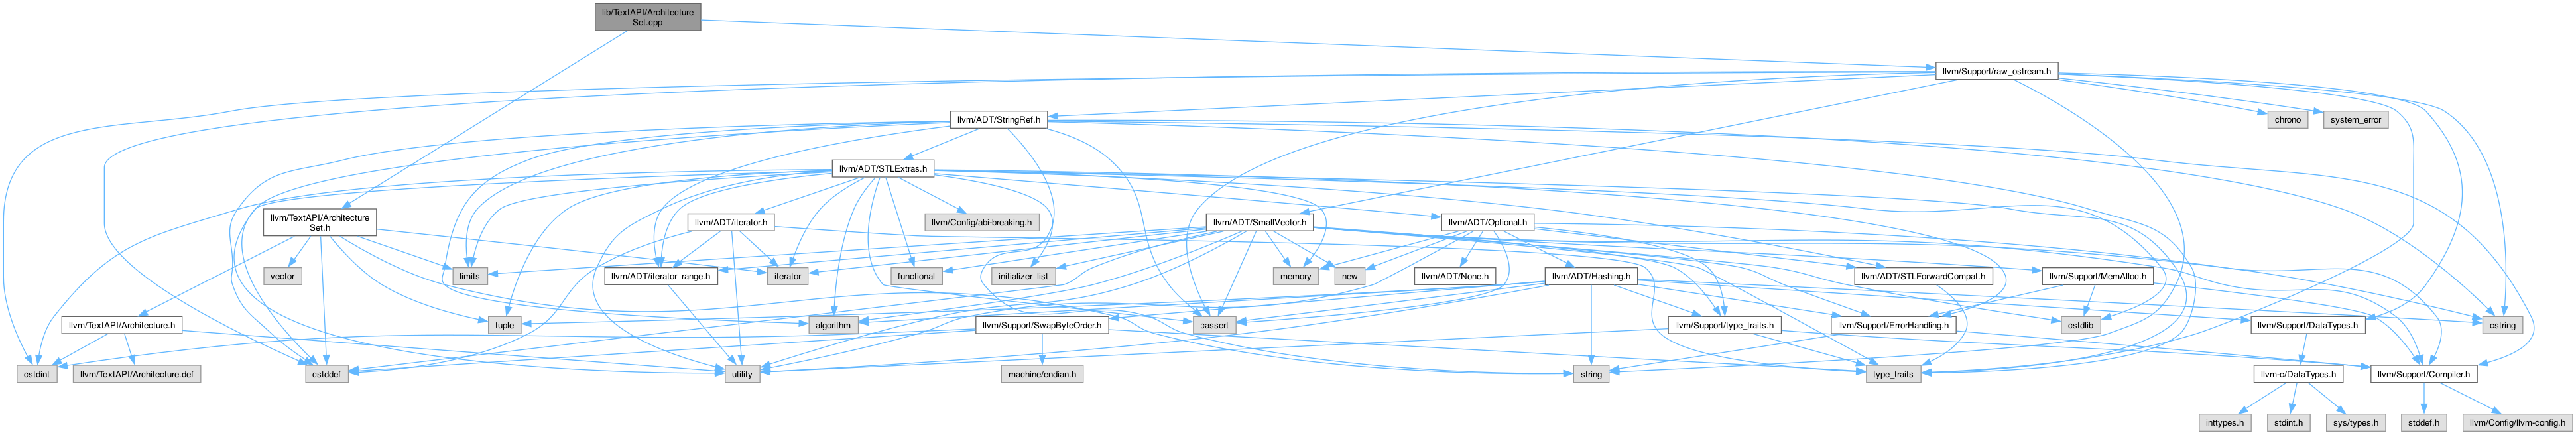 lib/TextAPI/Architecture
Set.cpp
llvm/Support/raw_ostream.h
llvm/ADT/StringRef.h
chrono
system_error
llvm/ADT/STLExtras.h
llvm/TextAPI/Architecture
Set.h
llvm/ADT/iterator.h
llvm/Config/abi-breaking.h
llvm/ADT/SmallVector.h
llvm/ADT/Optional.h
vector
limits
llvm/ADT/iterator_range.h
iterator
functional
initializer_list
memory
new
llvm/ADT/None.h
llvm/ADT/Hashing.h
llvm/ADT/STLForwardCompat.h
llvm/Support/MemAlloc.h
llvm/TextAPI/Architecture.h
tuple
algorithm
llvm/Support/SwapByteOrder.h
cassert
llvm/Support/type_traits.h
llvm/Support/ErrorHandling.h
cstdlib
llvm/Support/DataTypes.h
cstring
cstdint
llvm/TextAPI/Architecture.def
cstddef
utility
machine/endian.h
string
type_traits
llvm-c/DataTypes.h
llvm/Support/Compiler.h
inttypes.h
stdint.h
sys/types.h
stddef.h
llvm/Config/llvm-config.h